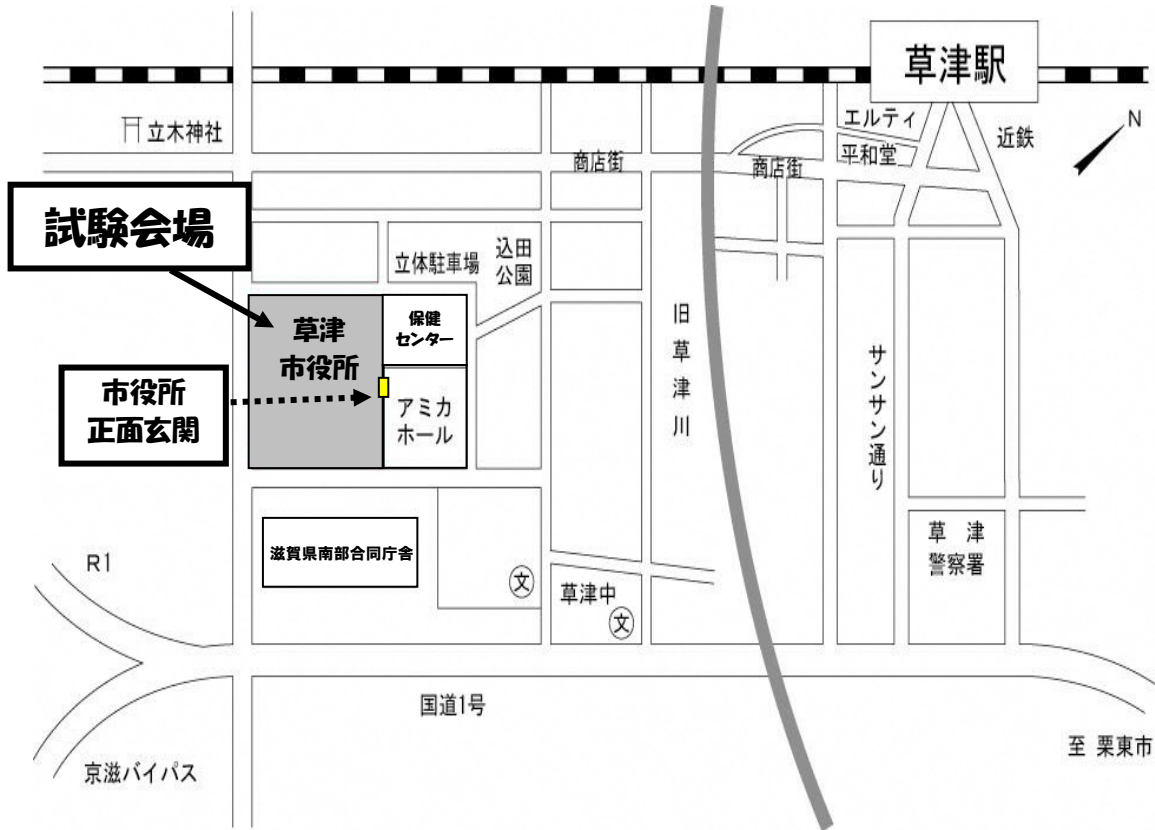 草津駅
エルティ
近鉄
N
立木神社
商店街
商店街
平和堂
試験会場
立体駐車場
込田
公園
草津
市役所
保健
センター
市役所
正面玄関
アミカ
ホール
旧草津川
サンサン通り
滋賀県南部合同庁舎
R1
文
草津中
文
草津
警察署
国道1号
京滋バイパス
至 栗東市